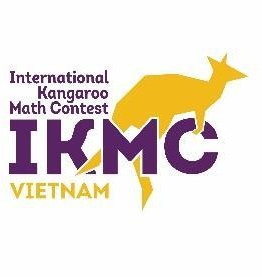 International
Kangaroo
Math Contest
IKMC
VIETNAM